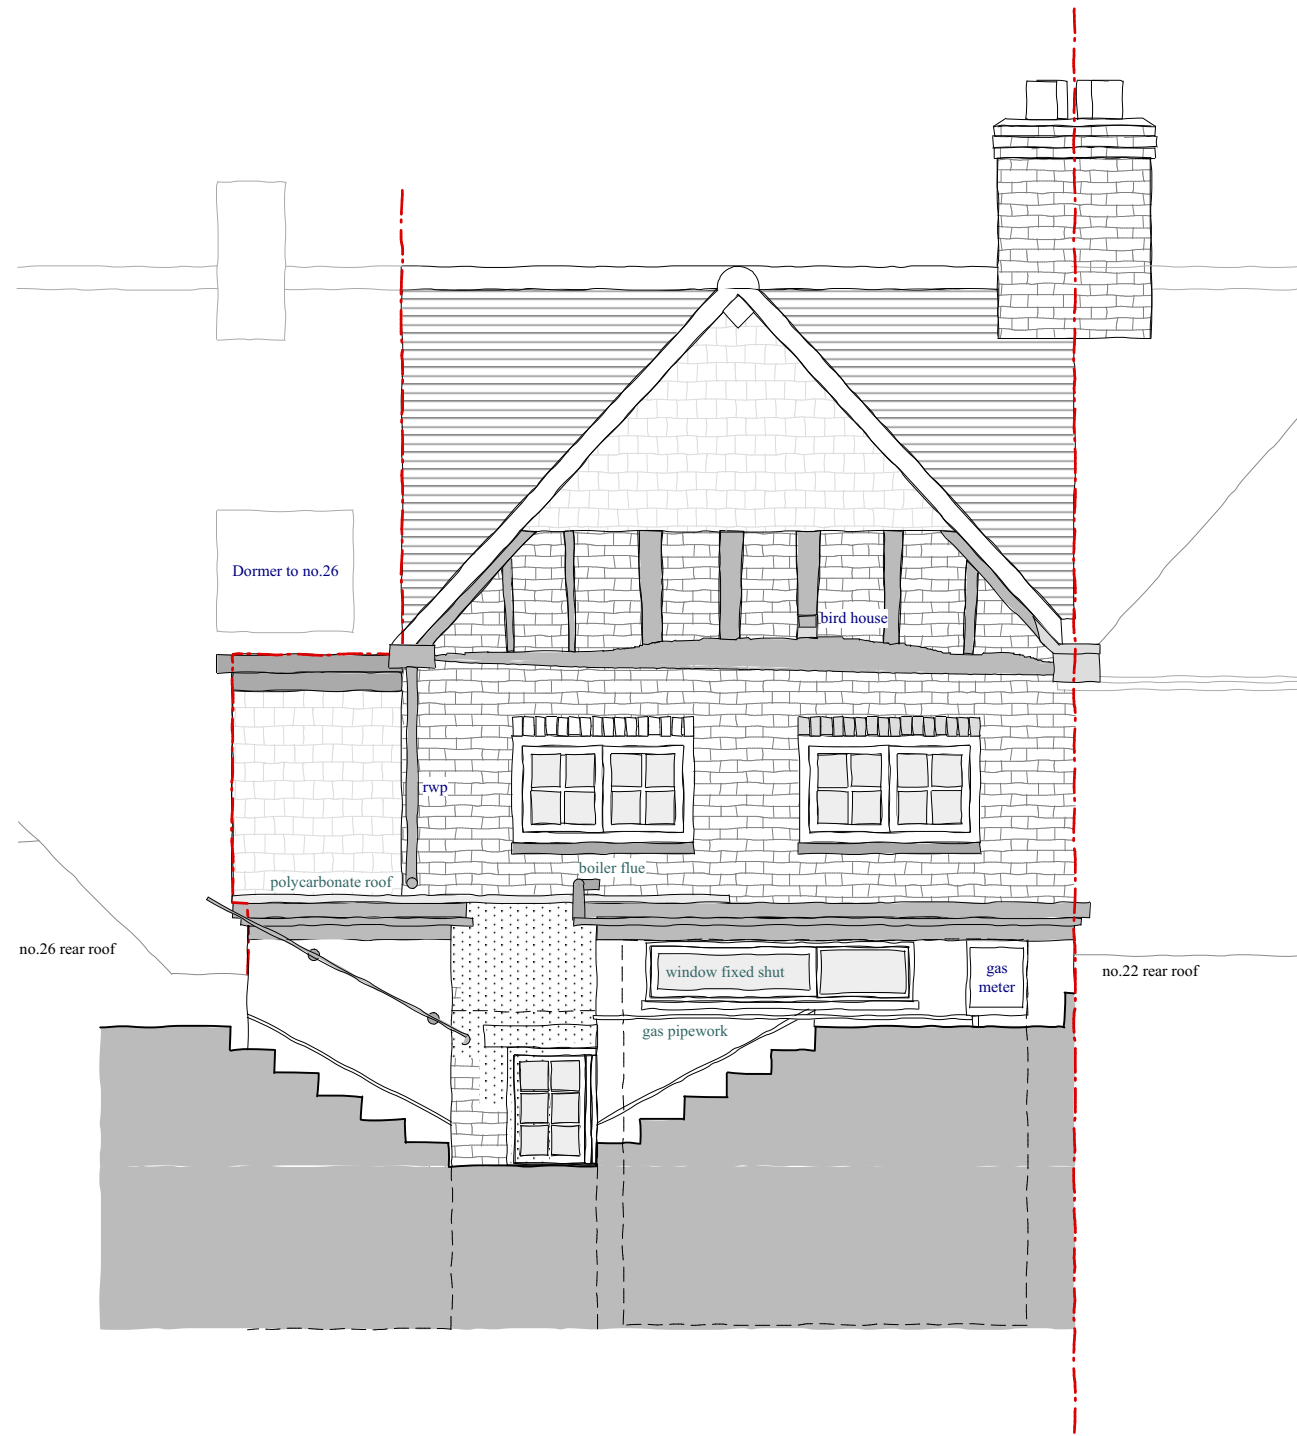 Dormer to no.26
bird house
rwp
boiler flue
polycarbonate roof
no.26 rear roof
window fixed shut
gas
meter
no.22 rear roof
gas pipework